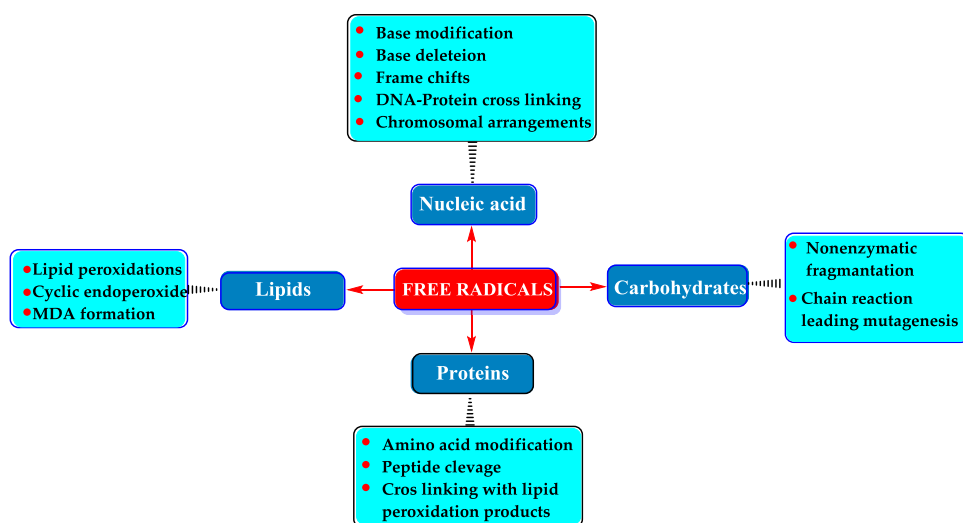 Base modification
Base deleteion
Frame chifts
DNA-Protein cross linking
Chromosomal arrangements
Nucleic acid
Lipid peroxidations
Cyclic endoperoxide
MDA formation
Lipids
FREE RADICALS
Carbohydrates
Nonenzymatic
fragmantation
Chain reaction
leading mutagenesis
Proteins
Amino acid modification
Peptide clevage
Cros linking with lipid
peroxidation products